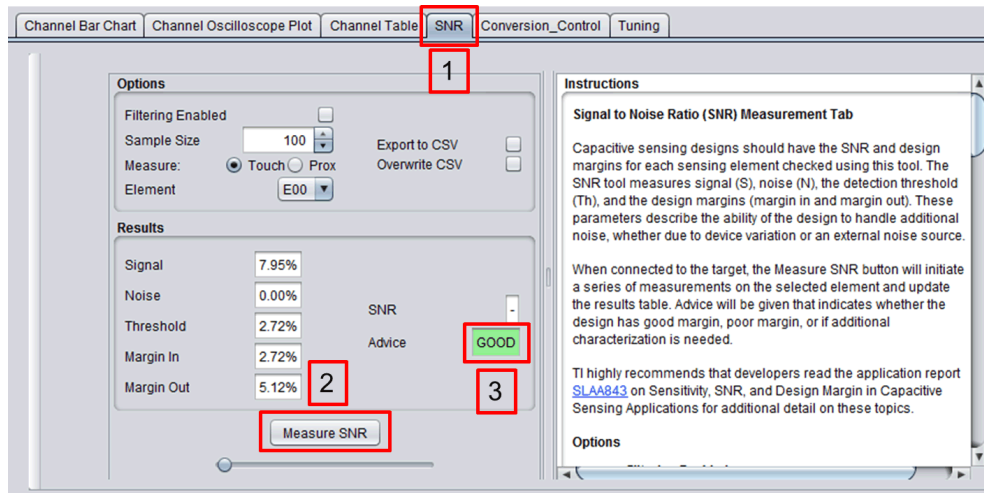 Channel Bar Chart Channel Oscilloscope Plot Channel Table SNR Conversion_Control Tuning
1
Options
Filtering Enabled
Sample Size 100
Measure: Touch Prox
Element E00
Export to CSV
Overwrite CSV
Results
Signal 7.95%
Noise 0.00%
Threshold 2.72%
Margin In 2.72%
Margin Out 5.12%
SNR -
Advice GOOD
2
3
Measure SNR
Instructions
Signal to Noise Ratio (SNR) Measurement Tab
Capacitive sensing designs should have the SNR and design
margins for each sensing element checked using this tool. The
SNR tool measures signal (S), noise (N), the detection threshold
(Th), and the design margins (margin in and margin out). These
parameters describe the ability of the design to handle additional
noise, whether due to device variation or an external noise source.
When connected to the target, the Measure SNR button will initiate
a series of measurements on the selected element and update
the results table. Advice will be given that indicates whether the
design has good margin, poor margin, or if additional
characterization is needed.
TI highly recommends that developers read the application report
SLAA843 on Sensitivity, SNR, and Design Margin in Capacitive
Sensing Applications for additional detail on these topics.
Options